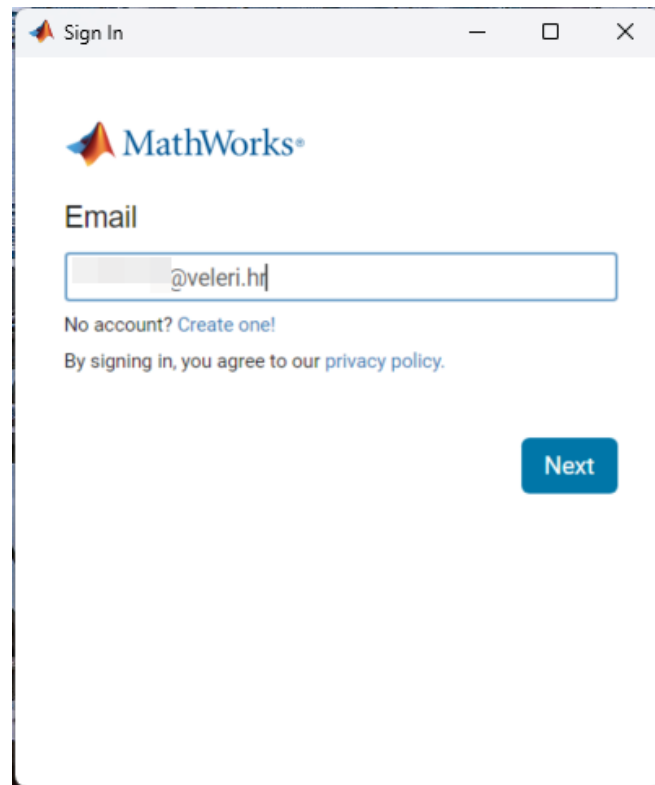 Sign In
MathWorks®
Email
@veleri.hr
No account? Create one!
By signing in, you agree to our privacy policy.
Next